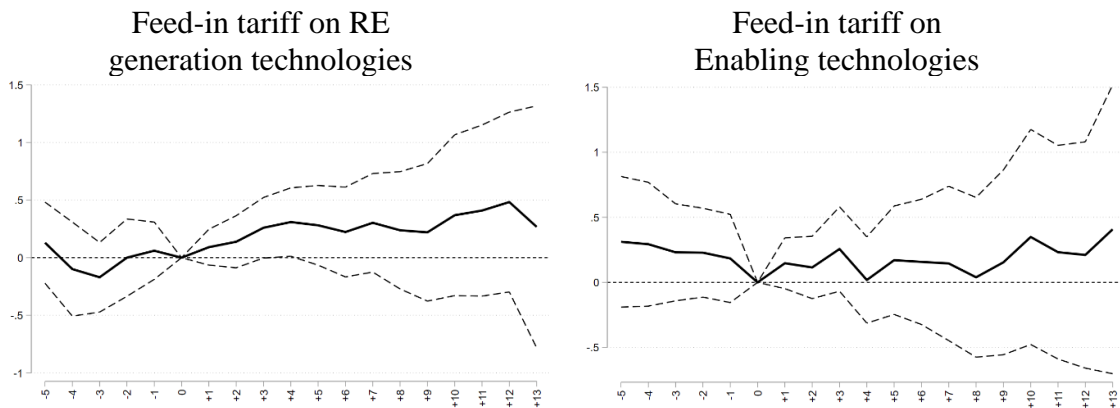 Feed-in tariff on RE
generation technologies
1.5
1
.5
0
-.5
-1
-5 -4 -3 -2 -1 0 +1 +2 +3 +4 +5 +6 +7 +8 +9 +10 +11 +12 +13
Feed-in tariff on
Enabling technologies
1.5
1
.5
0
-.5
-5 -4 -3 -2 -1 0 +1 +2 +3 +4 +5 +6 +7 +8 +9 +10 +11 +12 +13